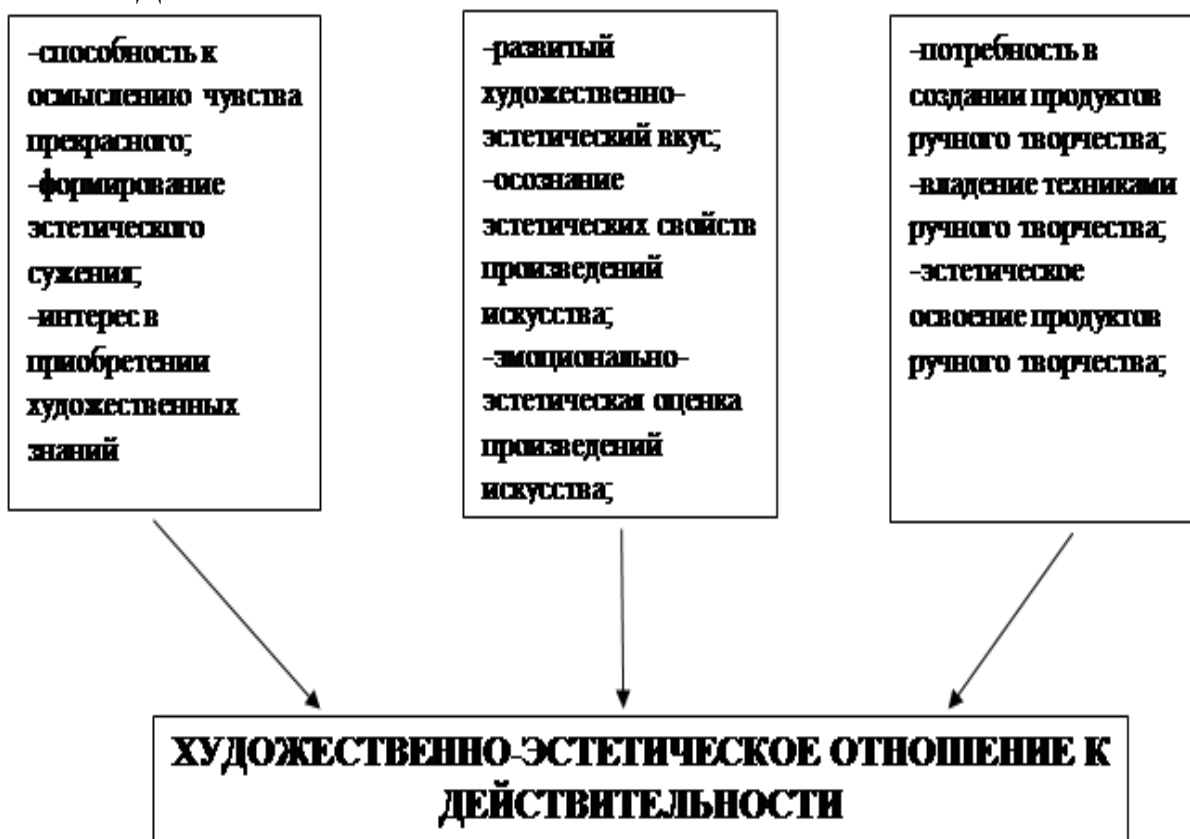 -способность к
осмыслению чувства
прекрасного;
-формирование
эстетического
сужения;
-интерес в
приобретении
художественных
знаний
-развитый
художественно-
эстетический вкус;
-осознание
эстетических свойств
произведений
искусства;
-эмоционально-
эстетическая оценка
произведений
искусства;
-потребность в
создании продуктов
ручного творчества;
-владение техниками
ручного творчества;
-эстетическое
освоение продуктов
ручного творчества;
ХУДОЖЕСТВЕННО-ЭСТЕТИЧЕСКОЕ ОТНОШЕНИЕ К
ДЕЙСТВИТЕЛЬНОСТИ